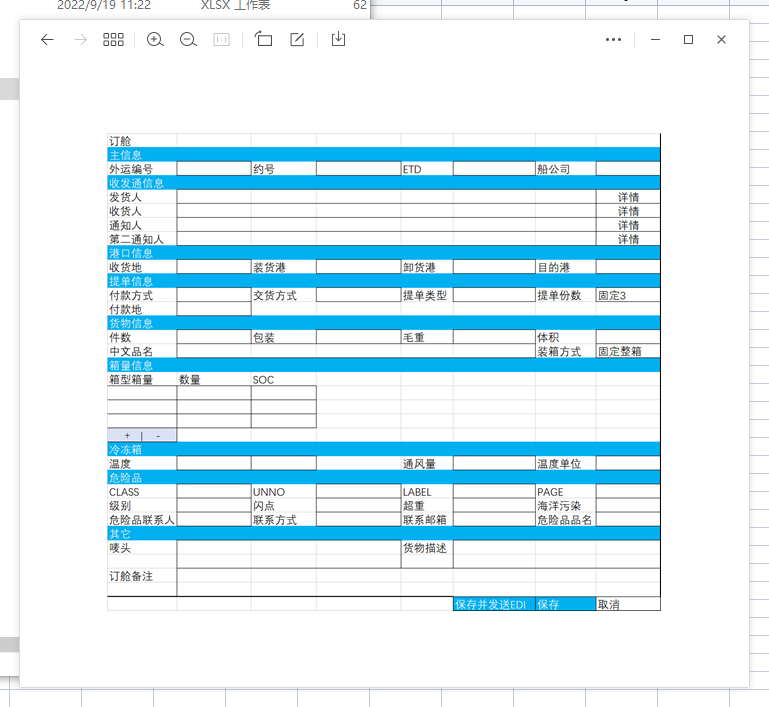 2022/9/19 11:22 XLSX 工作表 62
订舱
主信息
外运编号 约号 ETD 船公司
收发通信息
发货人 详情
收货人 详情
通知人 详情
第二通知人 详情
港口信息
收货地 装货港 卸货港 目的港
提单信息
付款方式 交货方式 提单类型 提单份数 固定3
付款地
货物信息
件数 包装 毛重 体积
中文品名 装箱方式 固定整箱
箱量信息
箱型箱量 数量 SOC
+ | -
冷冻箱
温度 通风量 温度单位
危险品
CLASS UNNO LABEL PAGE
级别 闪点 超重 海洋污染
危险品联系人 联系方式 联系邮箱 危险品品名
其它
唛头 货物描述
订舱备注
保存并发送EDI 保存 取消